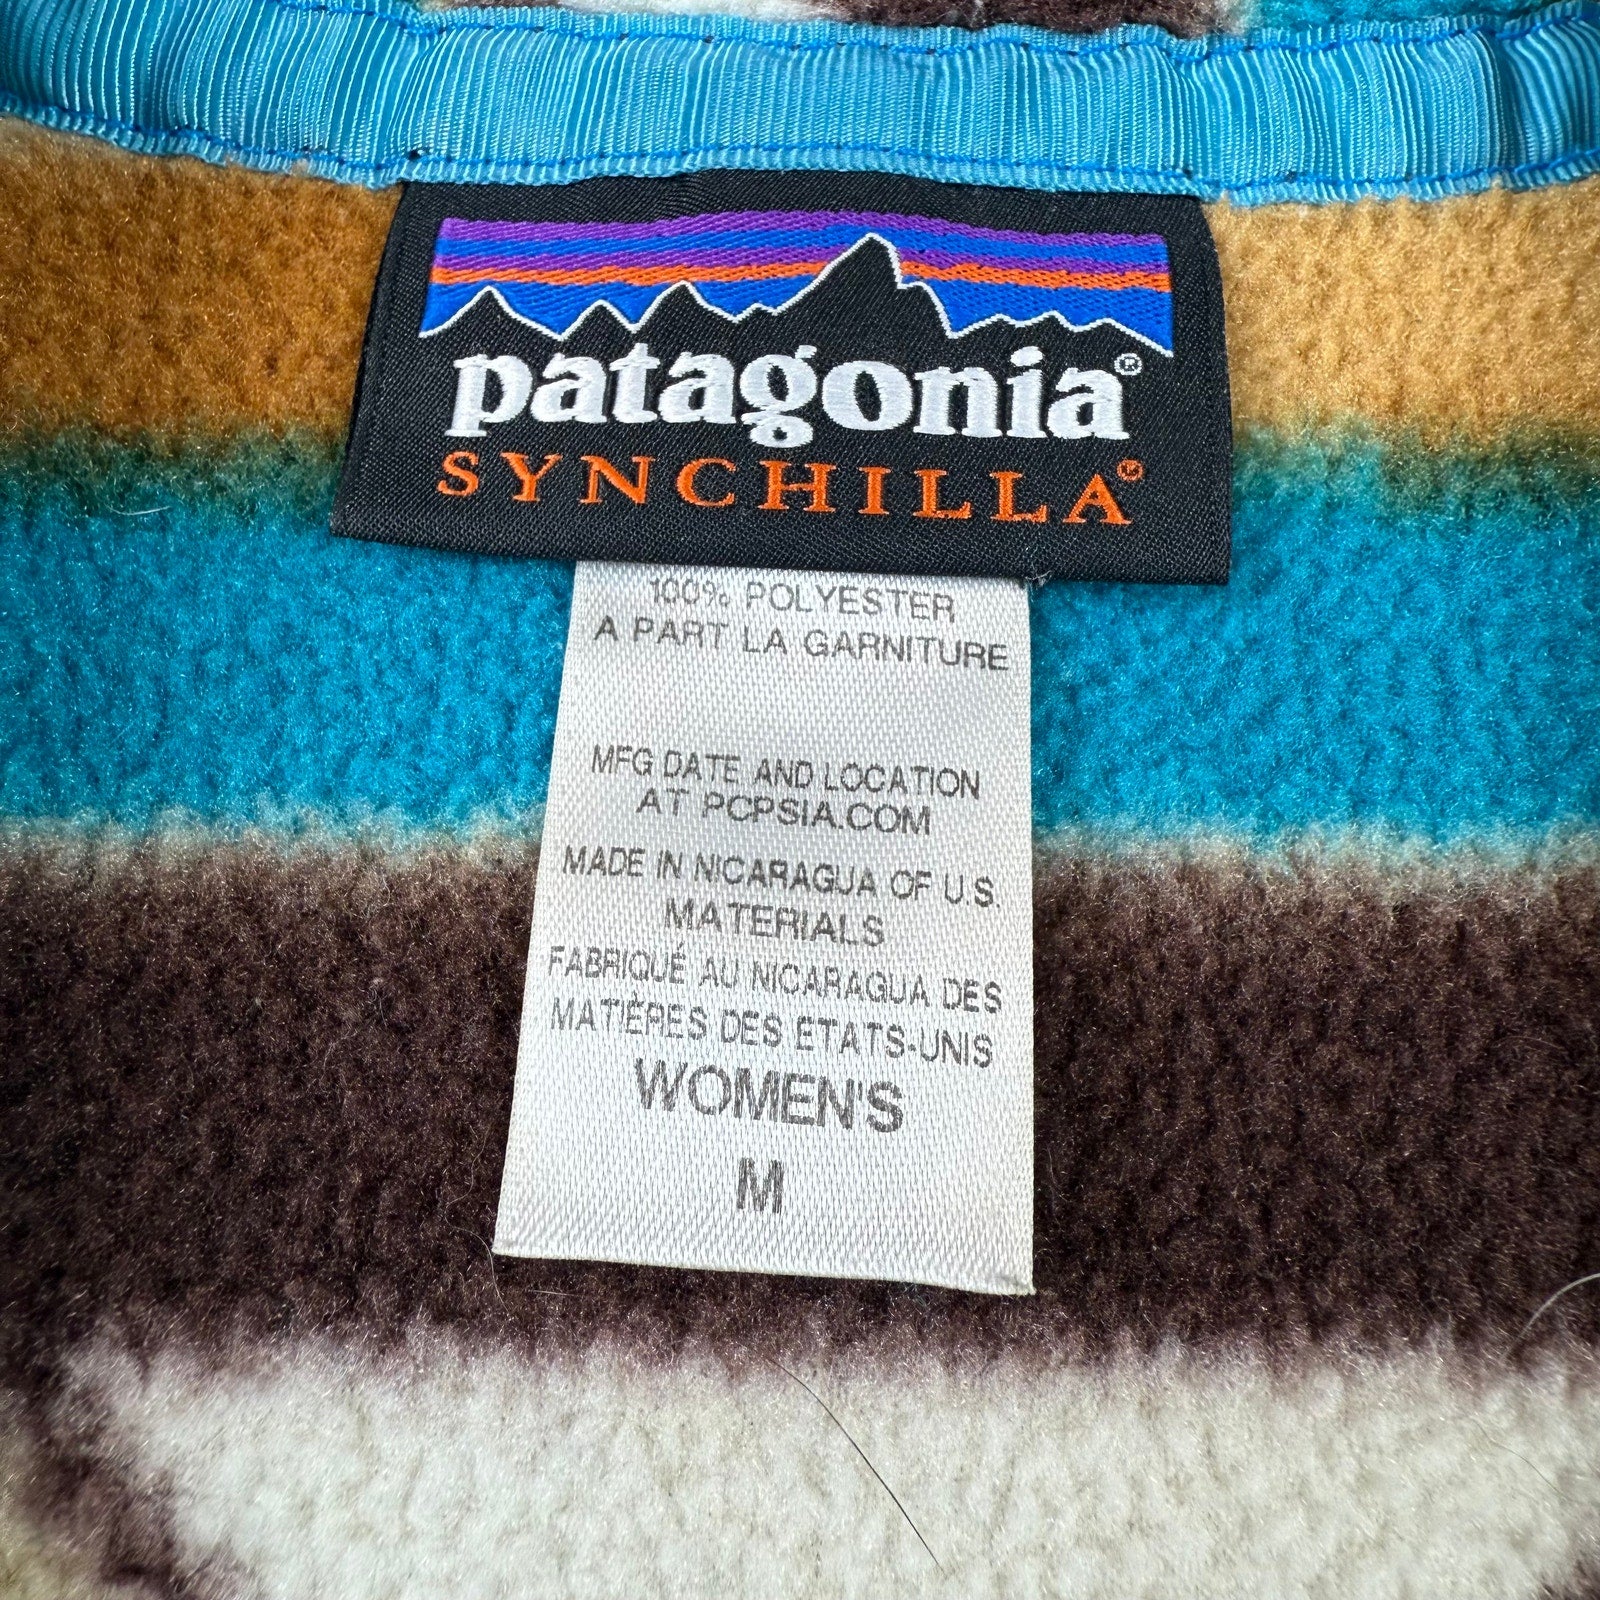 patagonia®
SYNCHILLA®
100% POLYESTER
A PART LA GARNITURE
MFG DATE AND LOCATION
AT PCPSIA.COM
MADE IN NICARAGUA OF U.S.
MATERIALS
FABRIQUÉ AU NICARAGUA DES
MATIÈRES DES ÉTATS-UNIS
WOMEN'S
M